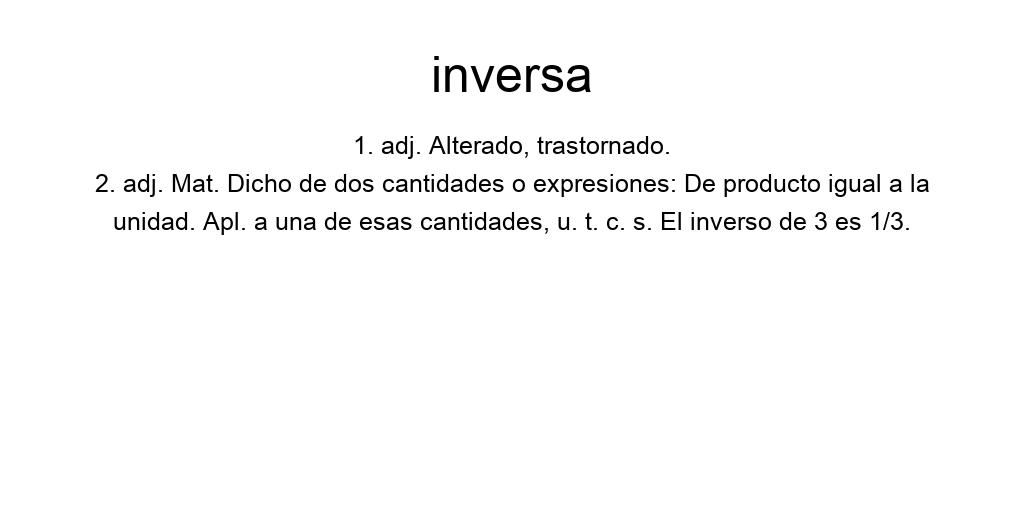 inversa
1. adj. Alterado, trastornado.
2. adj. Mat. Dicho de dos cantidades o expresiones: De producto igual a la
unidad. Apl. a una de esas cantidades, u. t. c. s. El inverso de 3 es 1/3.